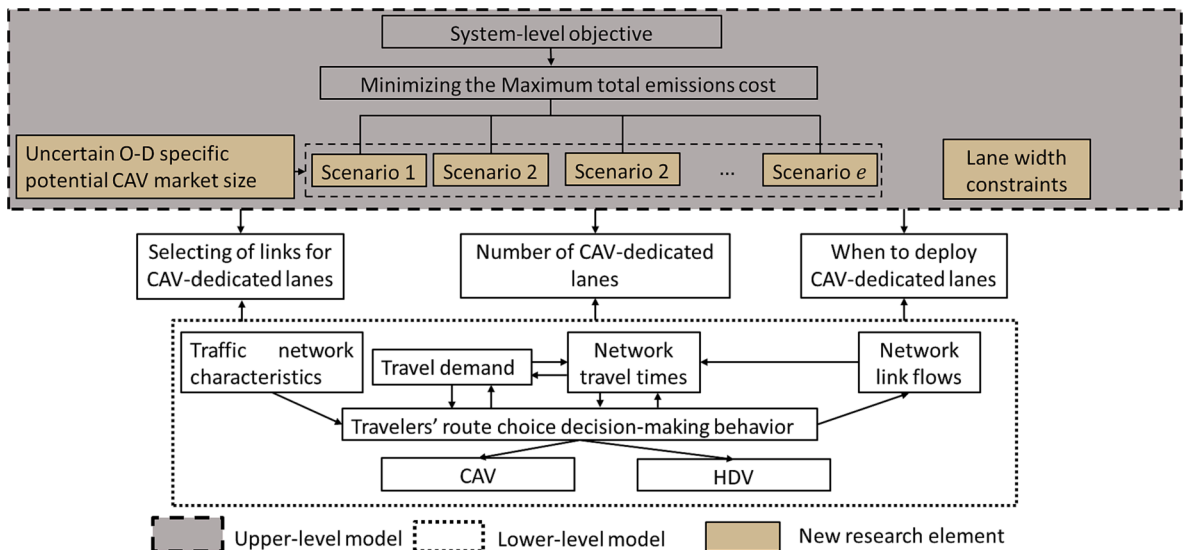 System-level objective
Minimizing the Maximum total emissions cost
Uncertain O-D specific
potential CAV market size
Scenario 1
Scenario 2
Scenario 2
...
Scenario e
Lane width
constraints
Selecting of links for
CAV-dedicated lanes
Number of CAV-dedicated
lanes
When to deploy
CAV-dedicated lanes
Traffic network
characteristics
Travel demand
Network
travel times
Network
link flows
Travelers' route choice decision-making behavior
CAV
HDV
Upper-level model
Lower-level model
New research element